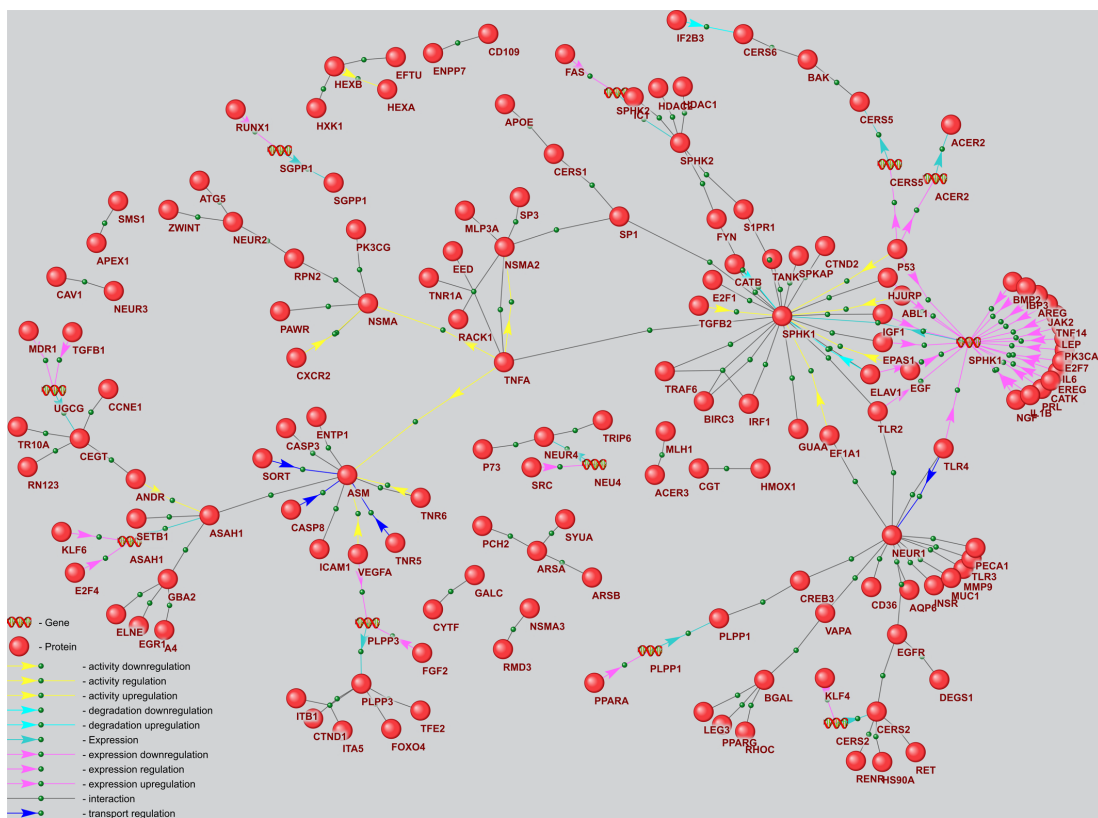 IF2B3
CERS6
CD109
ENPP7
EFTU
HEXB
HEXA
HXK1
BAK
FAS
SPHK2
HDAC2
HDAC1
CERS5
ACER2
RUNX1
SGPP1
SGPP1
APOE
CERS1
SPHK2
CERS5
ACER2
ATG5
ZWINT
NEUR2
SMS1
APEX1
PK3CG
RPN2
SP3
MLP3A
NSMA2
SP1
FYN
S1PR1
CAV1
NEUR3
EED
TNR1A
CATB
TANK
SPKAP
CTND2
P53
PAWR
NSMA
RACK1
E2F1
TGFB2
SPHK1
HJURP
ABL1
IGF1
BMP2
IBP3
AREG
JAK2
TNF14
LEP
PK3CA
E2F7
IL6
EREG
CATK
PRL
IL1B
NGF
SPHK1
CXCR2
TNFA
EPAS1
ELAV1
EGF
MDR1
TGFB1
UGCG
CCNE1
TRAF6
BIRC3
IRF1
TLR2
TR10A
CEGT
RN123
ENTP1
CASP3
SORT
ASM
TRIP6
P73
NEUR4
SRC
NEU4
MLH1
ACER3
CGT
HMOX1
GUAA
EF1A1
TLR4
ANDR
TNR6
CASP8
ICAM1
TNR5
VEGFA
SETB1
ASAH1
KLF6
ASAH1
E2F4
PCH2
SYUA
ARSA
ARSB
NEUR1
PECA1
TLR3
MMP9
MUC1
INSR
AQP8
CD36
CREB3
VAPA
GBA2
ELNE
EGR1
A4
GALC
CYTF
NSMA3
RMD3
PLPP3
FGF2
PLPP1
PLPP1
PPARA
EGFR
DEGS1
PLPP3
ITB1
CTND1
ITA5
FOXO4
TFE2
BGAL
LEG3
PPARG
RHOC
KLF4
CERS2
CERS2
RENR
HS90A
RET
- Gene
- Protein
- activity downregulation
- activity regulation
- activity upregulation
- degradation downregulation
- degradation upregulation
- Expression
- expression downregulation
- expression regulation
- expression upregulation
- interaction
- transport regulation